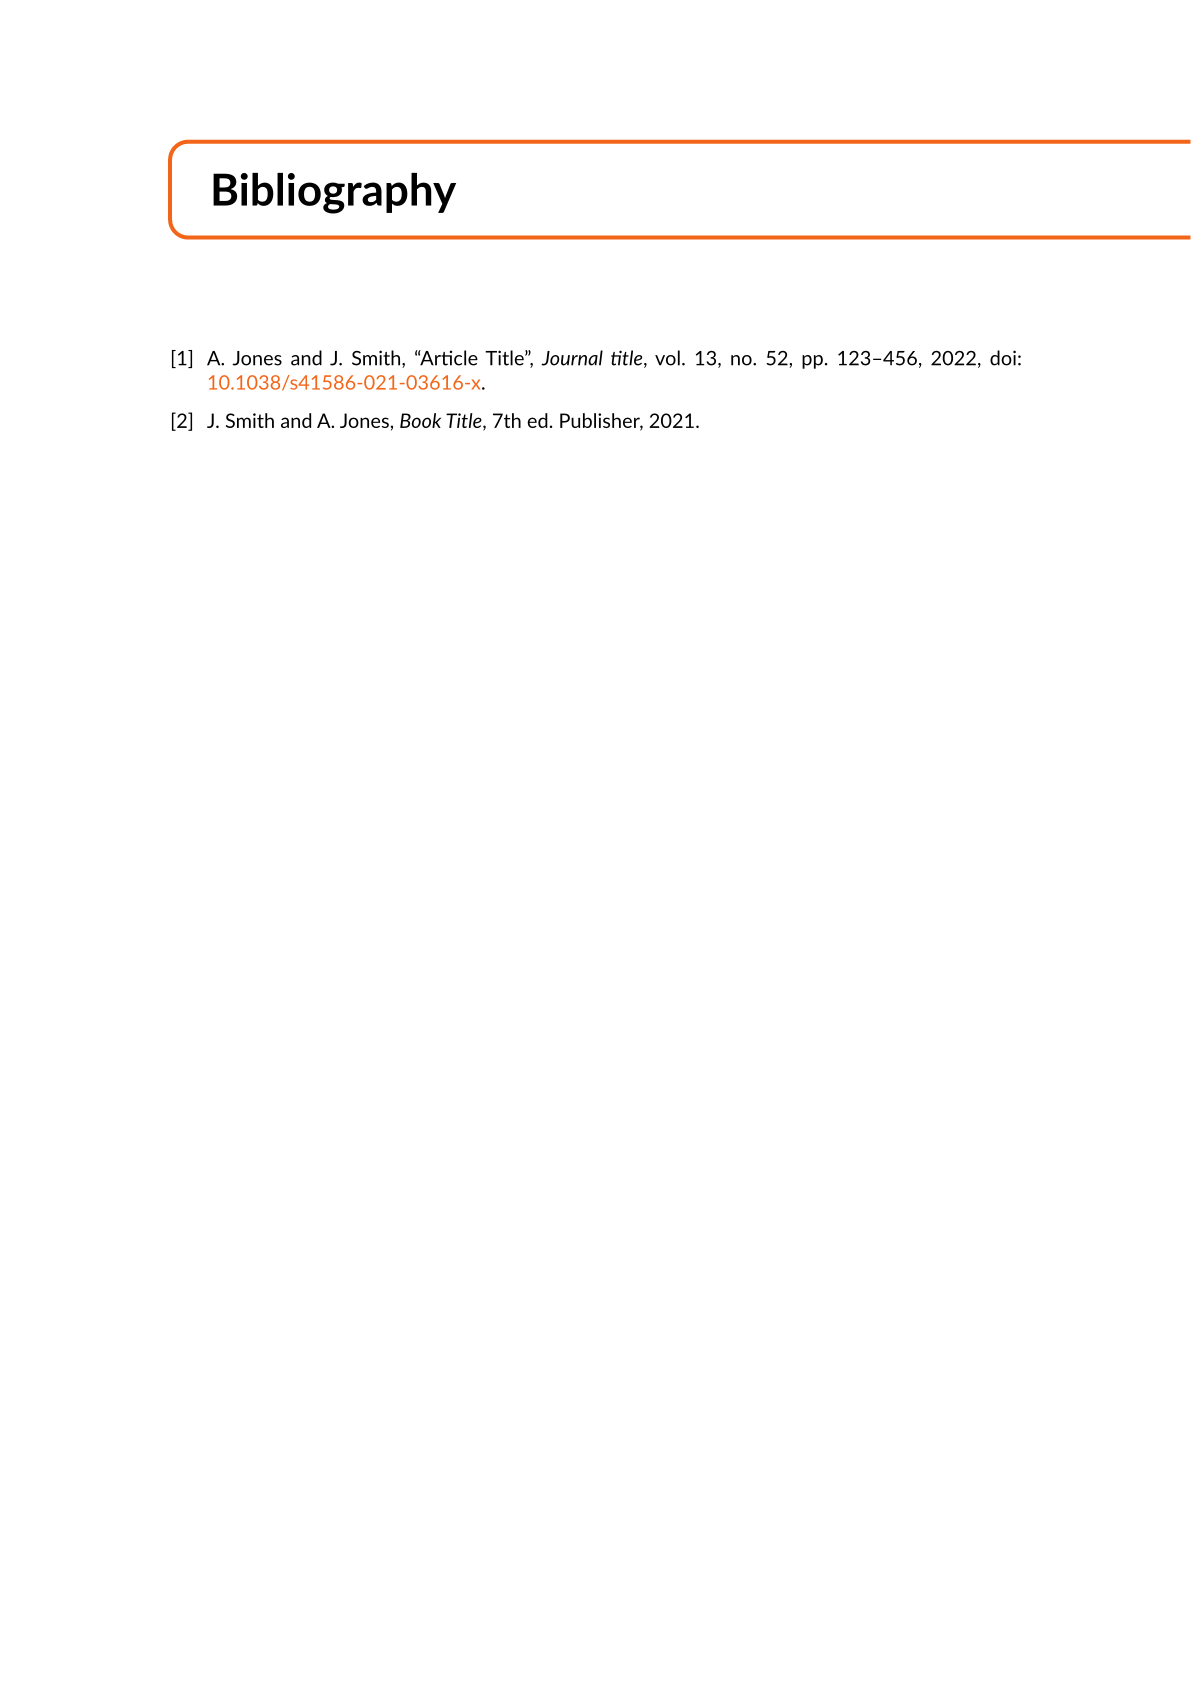 Bibliography
[1] A. Jones and J. Smith, “Article Title”, Journal title, vol. 13, no. 52, pp. 123–456, 2022, doi:
10.1038/s41586-021-03616-x.
[2] J. Smith and A. Jones, Book Title, 7th ed. Publisher, 2021.